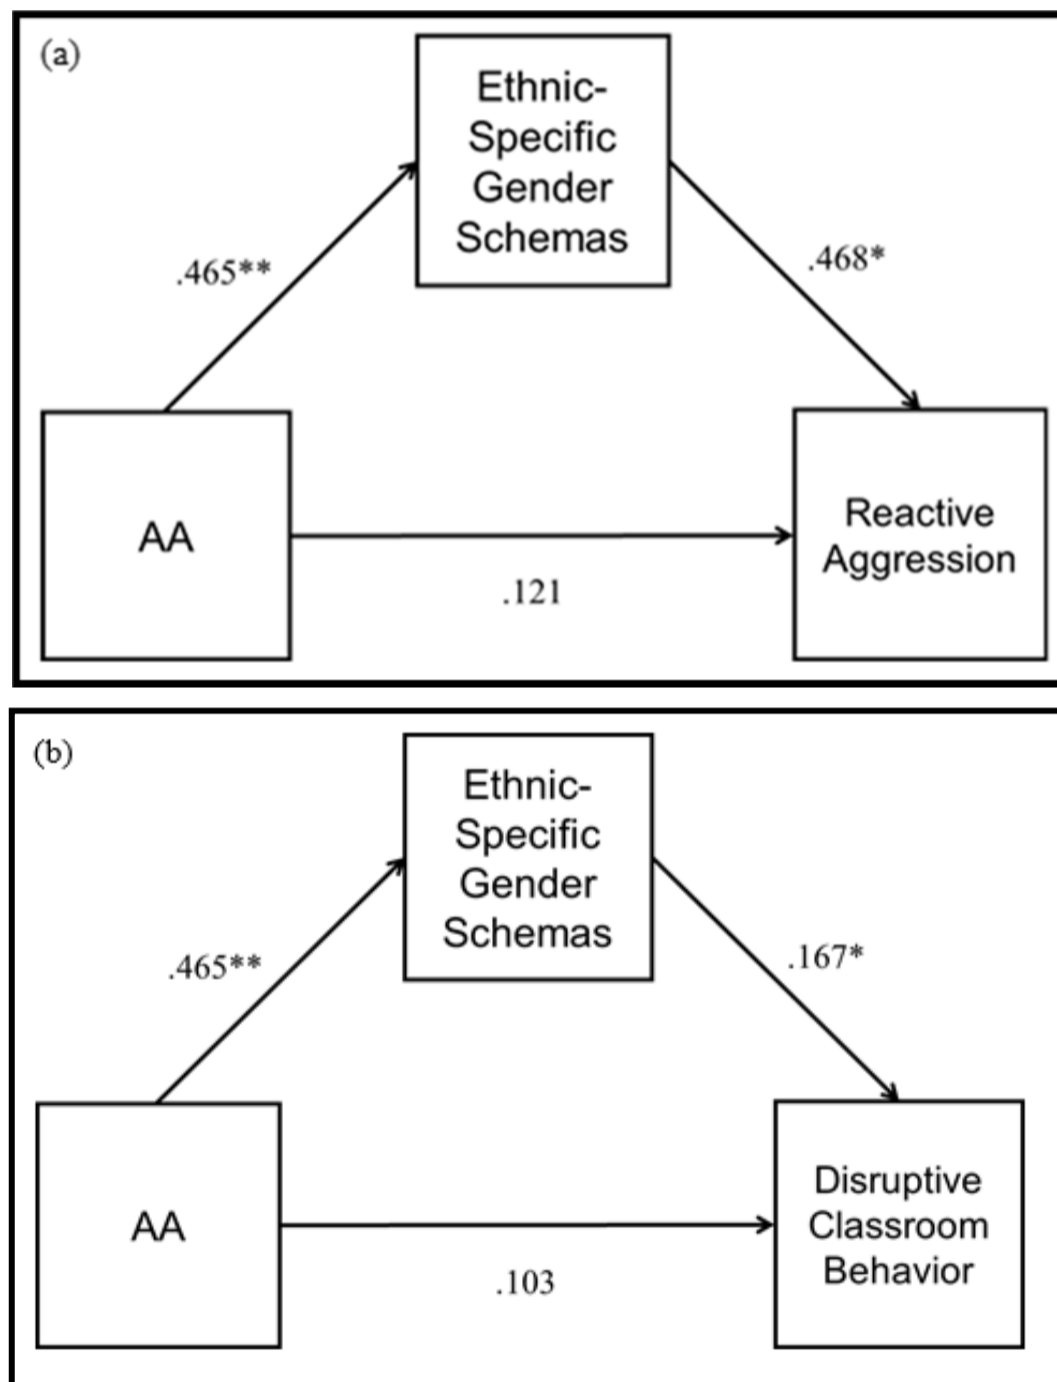 (a)
Ethnic-
Specific
Gender
Schemas
.465**
.468*
AA
Reactive
Aggression
.121
(b)
Ethnic-
Specific
Gender
Schemas
.465**
.167*
AA
Disruptive
Classroom
Behavior
.103